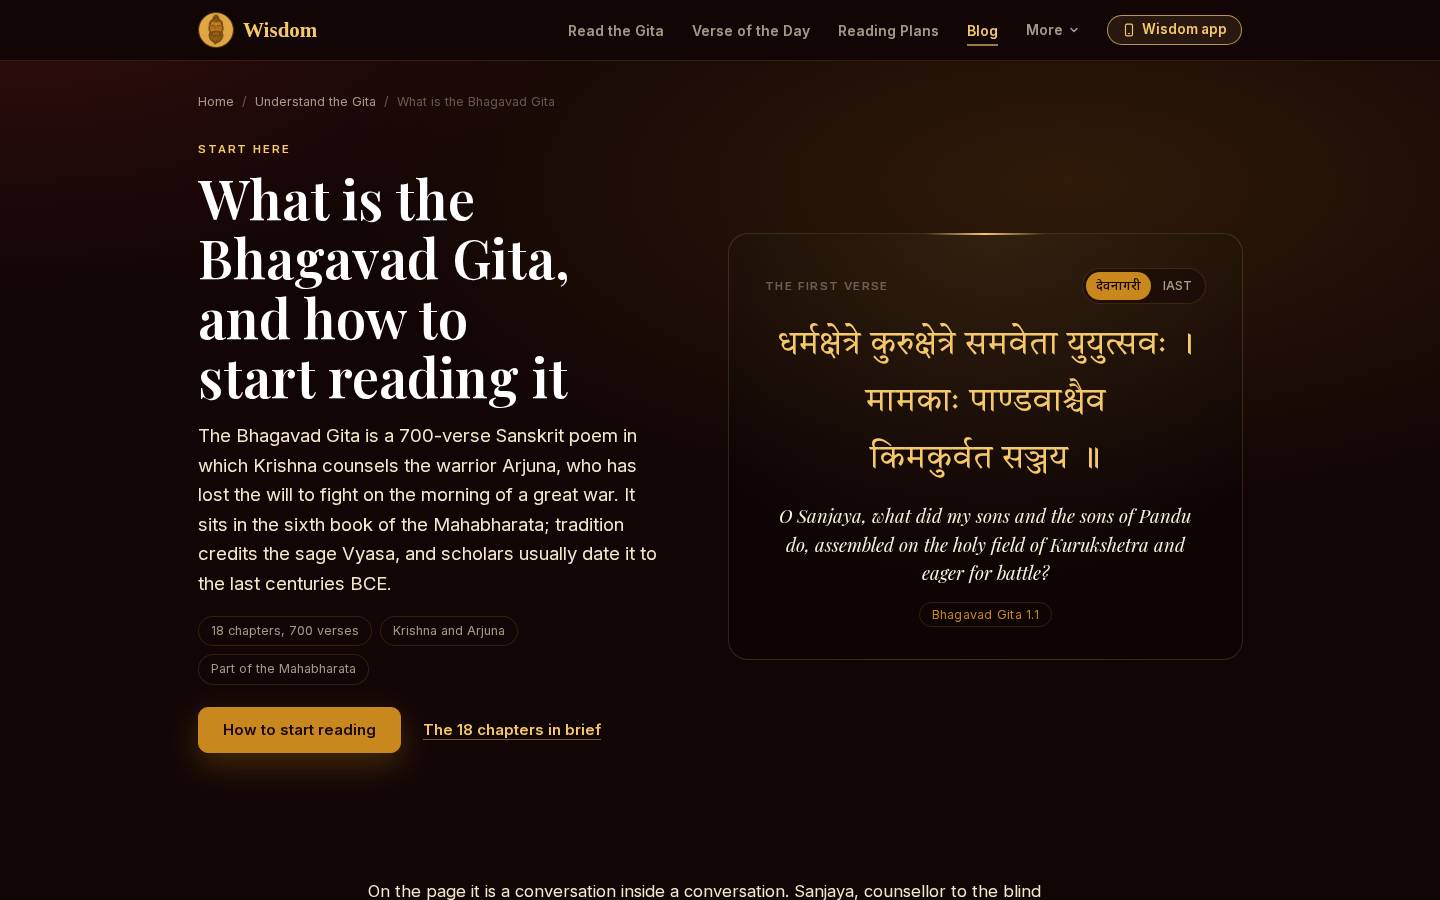 Wisdom
Read the Gita
Verse of the Day
Reading Plans
Blog
More
Wisdom app
Home / Understand the Gita / What is the Bhagavad Gita
START HERE
What is the
Bhagavad Gita,
and how to
start reading it
The Bhagavad Gita is a 700-verse Sanskrit poem in
which Krishna counsels the warrior Arjuna, who has
lost the will to fight on the morning of a great war. It
sits in the sixth book of the Mahabharata; tradition
credits the sage Vyasa, and scholars usually date it to
the last centuries BCE.
18 chapters, 700 verses
Krishna and Arjuna
Part of the Mahabharata
How to start reading
The 18 chapters in brief
THE FIRST VERSE
देवनागरी
IAST
धर्मक्षेत्रे कुरुक्षेत्रे समवेता युयुत्सवः ।
मामकाः पाण्डवाश्चैव
किमकुर्वत सञ्जय ॥
O Sanjaya, what did my sons and the sons of Pandu
do, assembled on the holy field of Kurukshetra and
eager for battle?
Bhagavad Gita 1.1
On the page it is a conversation inside a conversation. Sanjaya, counsellor to the blind